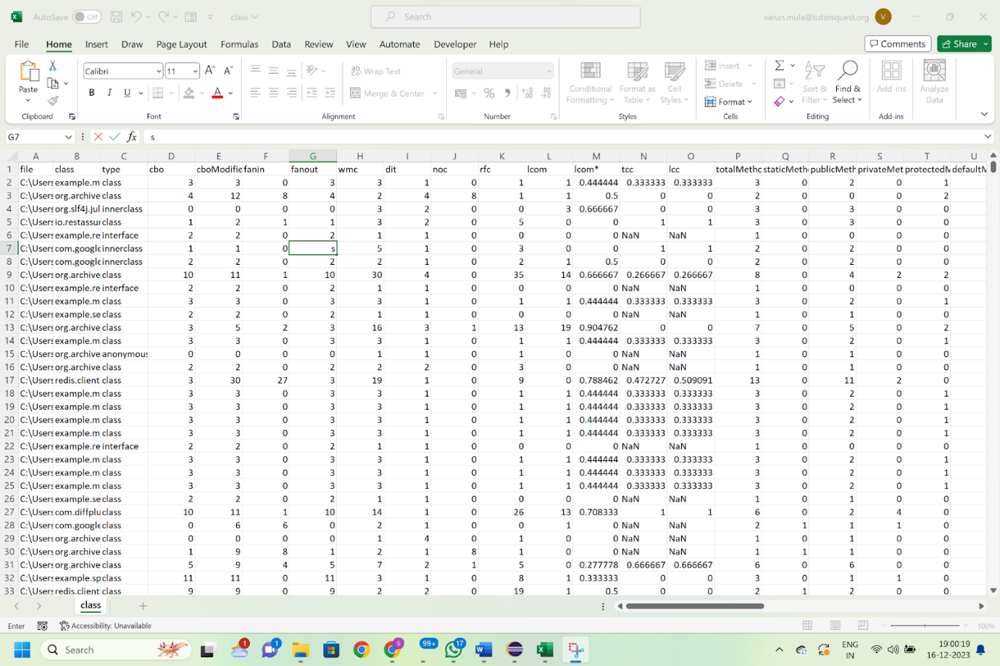 AutoSave Off class Search varun.mula@tutorsquest.org V
File Home Insert Draw Page Layout Formulas Data Review View Automate Developer Help Comments Share
Paste Calibri 11 Wrap Text General Conditional Formatting Format as Table Cell Styles Insert Delete Format Sort & Filter Find & Select Add-ins Analyze Data
B I U Merge & Center % 9
Clipboard Font Alignment Number Styles Cells Editing Add-ins
G7 fx s
A B C D E F G H I J K L M N O P Q R S T U
1 file class type cbo cboModifie fanin fanout wmc dit noc rfc lcom lcom* tcc lcc totalMetho staticMetho publicMeth privateMet protectedM defaultM
2 C:\Users example.m class 3 3 0 3 3 1 0 1 1 0.444444 0.333333 0.333333 3 0 2 0 1
3 C:\Users org.archive class 4 12 8 4 2 4 8 1 1 0.5 0 0 2 0 0 0 2
4 C:\Users org.slf4j.jul innerclass 0 0 0 0 3 2 0 0 3 0.666667 0 0 3 0 3 0 0
5 C:\Users io.restassur class 1 2 1 1 3 2 0 5 0 0 1 1 3 0 3 0 0
6 C:\Users example.re interface 2 2 0 2 1 1 0 0 0 0 NaN NaN 1 0 0 0 0
7 C:\Users com.google innerclass 1 1 0 s 5 1 0 3 0 0 1 1 2 0 2 0 0
8 C:\Users com.google innerclass 2 2 0 2 2 1 0 2 1 0.5 0 0 2 0 2 0 0
9 C:\Users org.archive class 10 11 1 10 30 4 0 35 14 0.666667 0.266667 0.266667 8 0 4 2 2
10 C:\Users example.re interface 2 2 0 2 1 1 0 0 0 0 NaN NaN 1 0 0 0 0
11 C:\Users example.m class 3 3 0 3 3 1 0 1 1 0.444444 0.333333 0.333333 3 0 2 0 1
12 C:\Users example.se class 2 2 0 2 1 1 0 0 0 0 NaN NaN 1 0 1 0 0
13 C:\Users org.archive class 3 5 2 3 16 3 1 13 19 0.904762 0 0 7 0 5 0 2
14 C:\Users example.m class 3 3 0 3 3 1 0 1 1 0.444444 0.333333 0.333333 3 0 2 0 1
15 C:\Users org.archive anonymous 0 0 0 0 1 1 0 1 0 0 NaN NaN 1 0 1 0 0
16 C:\Users org.archive class 2 2 0 2 2 2 0 3 0 0 NaN NaN 1 0 1 0 0
17 C:\Users redis.client class 3 30 27 3 19 1 0 9 0 0.788462 0.472727 0.509091 13 0 11 2 0
18 C:\Users example.m class 3 3 0 3 3 1 0 1 1 0.444444 0.333333 0.333333 3 0 2 0 1
19 C:\Users example.m class 3 3 0 3 3 1 0 1 1 0.444444 0.333333 0.333333 3 0 2 0 1
20 C:\Users example.m class 3 3 0 3 3 1 0 1 1 0.444444 0.333333 0.333333 3 0 2 0 1
21 C:\Users example.m class 3 3 0 3 3 1 0 1 1 0.444444 0.333333 0.333333 3 0 2 0 1
22 C:\Users example.re interface 2 2 0 2 1 1 0 0 0 0 NaN NaN 1 0 0 0 0
23 C:\Users example.m class 3 3 0 3 3 1 0 1 1 0.444444 0.333333 0.333333 3 0 2 0 1
24 C:\Users example.m class 3 3 0 3 3 1 0 1 1 0.444444 0.333333 0.333333 3 0 2 0 1
25 C:\Users example.m class 3 3 0 3 3 1 0 1 1 0.444444 0.333333 0.333333 3 0 2 0 1
26 C:\Users example.se class 2 2 0 2 1 1 0 0 0 0 NaN NaN 1 0 1 0 0
27 C:\Users com.diffplu class 10 11 1 10 14 1 0 26 13 0.708333 1 1 6 0 2 4 0
28 C:\Users com.google class 0 6 6 0 2 1 0 0 1 0 NaN NaN 2 1 1 1 0
29 C:\Users org.archive class 0 0 0 0 1 4 0 1 0 0 NaN NaN 1 0 1 0 0
30 C:\Users org.archive class 1 9 8 1 2 1 8 1 0 0 NaN NaN 1 1 1 0 0
31 C:\Users org.archive class 5 9 4 5 7 2 1 5 0 0.277778 0.666667 0.666667 6 0 6 0 0
32 C:\Users example.sp class 11 11 0 11 3 1 0 8 1 0.333333 0 0 3 0 1 1 0
33 C:\Users redis.client class 9 9 0 9 2 2 0 19 1 0.5 0 0 2 1 2 0 0
class
Enter Accessibility: Unavailable 100%
Search 1 1 S 99+ 17 ENG IN 19:00:19 16-12-2023